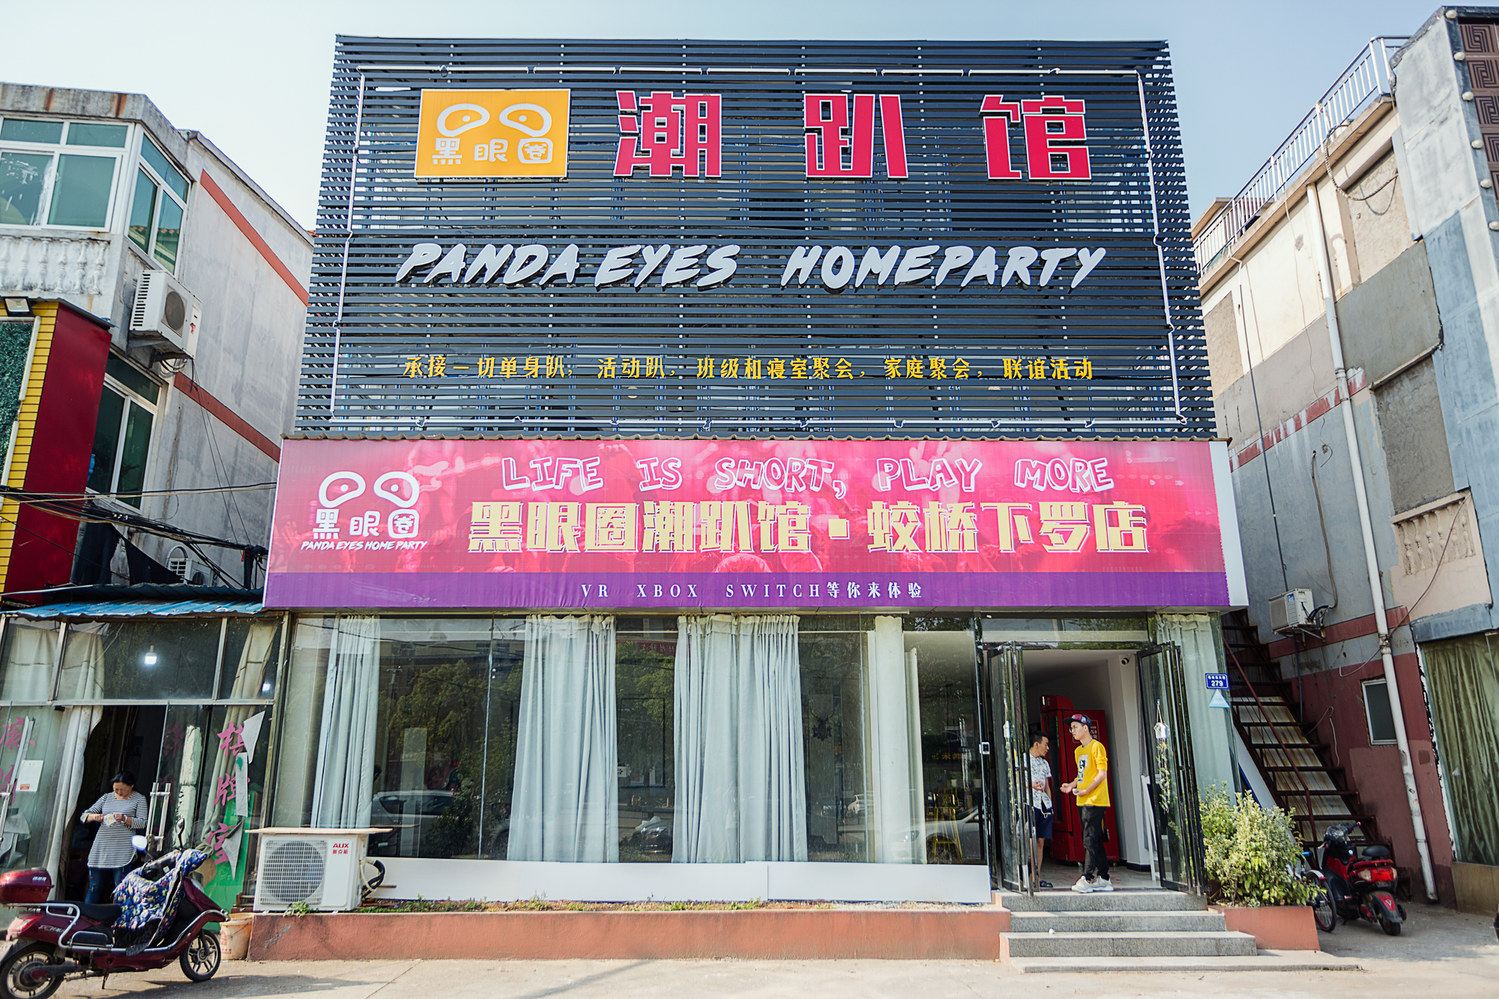 黑眼圈
潮趴馆
PANDA EYES HOMEPARTY
承接一切单身趴，活动趴，班级和寝室聚会，家庭聚会，联谊活动
LIFE IS SHORT, PLAY MORE
黑眼圈
PANDA EYES HOME PARTY
黑眼圈潮趴馆·蛟桥下罗店
VR XBOX SWITCH等你来体验
279
AUX